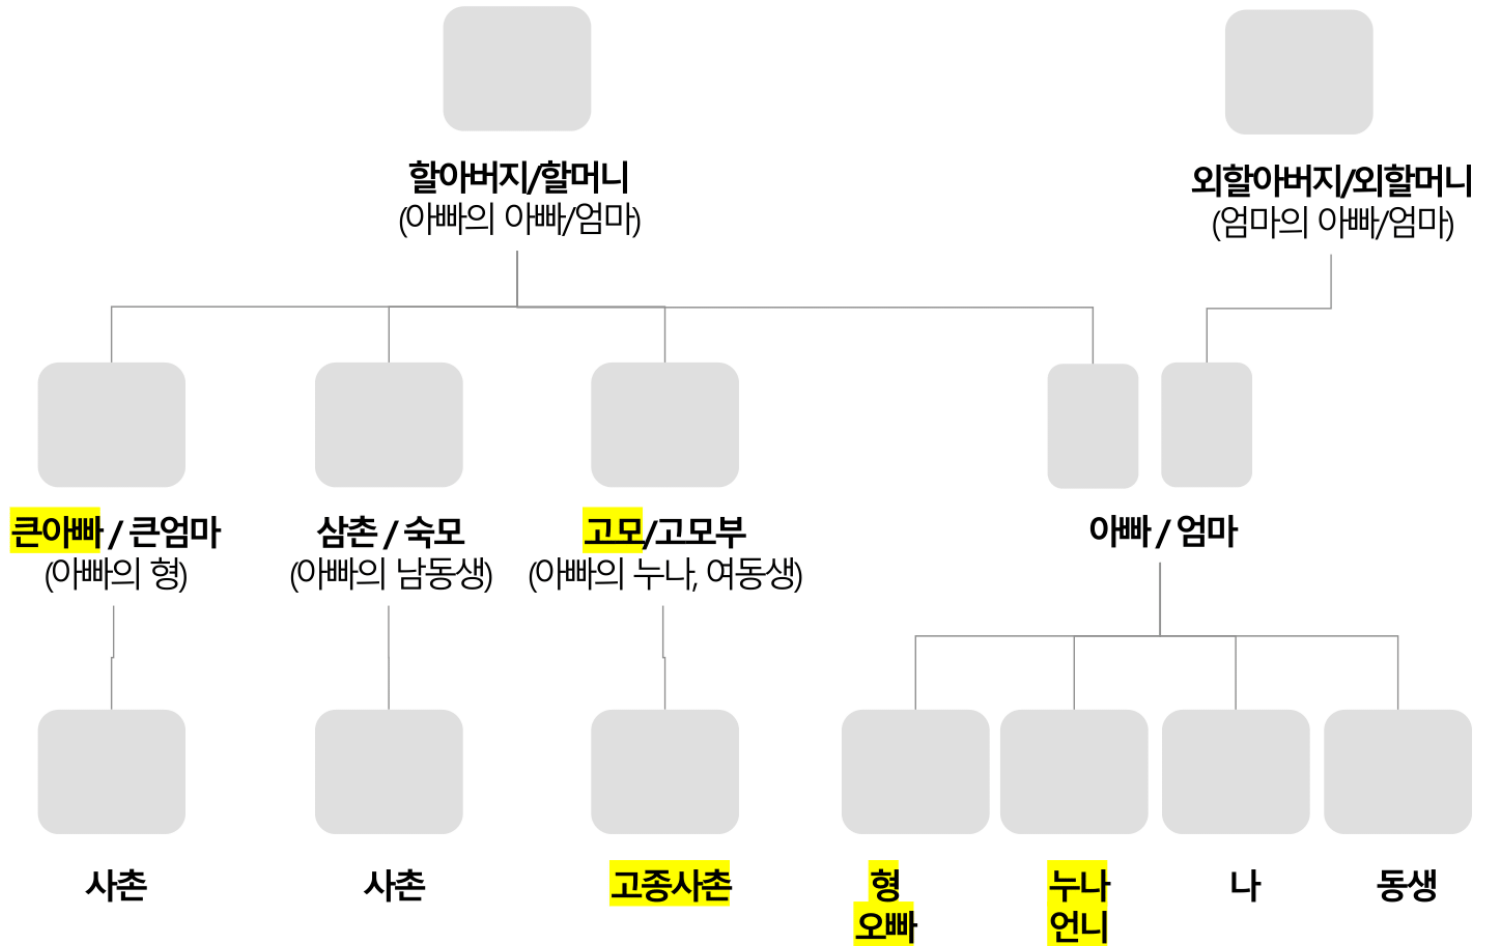 할아버지/할머니
(아빠의 아빠/엄마)
외할아버지/외할머니
(엄마의 아빠/엄마)
큰아빠 / 큰엄마
(아빠의 형)
삼촌 / 숙모
(아빠의 남동생)
고모/고모부
(아빠의 누나, 여동생)
아빠 / 엄마
사촌
사촌
고종사촌
형
오빠
누나
언니
나
동생